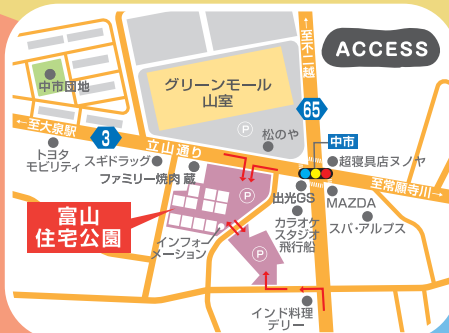 ACCESS
↑至不二越
中市団地
グリーンモール
山室
65
P
松のや
中市
←至大泉駅
3
立山通り
トヨタ
モビリティ
スギドラッグ
ファミリー焼肉 蔵
超寝具店ヌノヤ
至常願寺川→
出光GS
MAZDA
カラオケ
スタジオ
飛行船
スパ・アルプス
P
富山
住宅公園
インフォ
メーション
P
インド料理
デリー